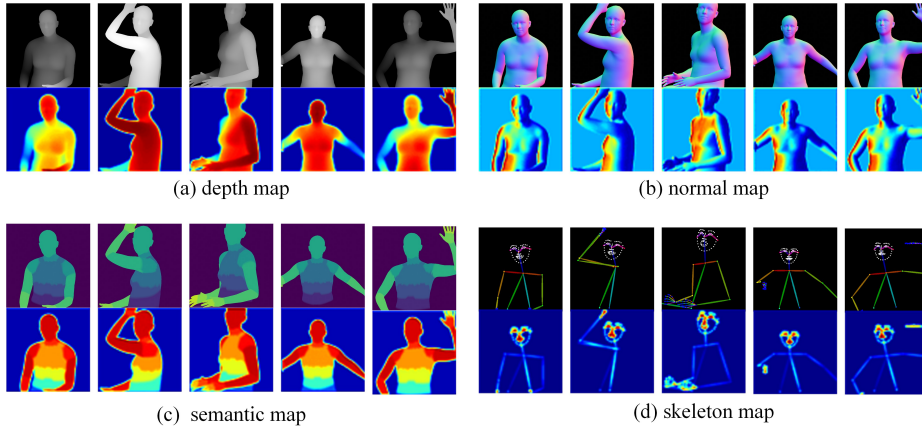 (a) depth map
(b) normal map
(c) semantic map
(d) skeleton map